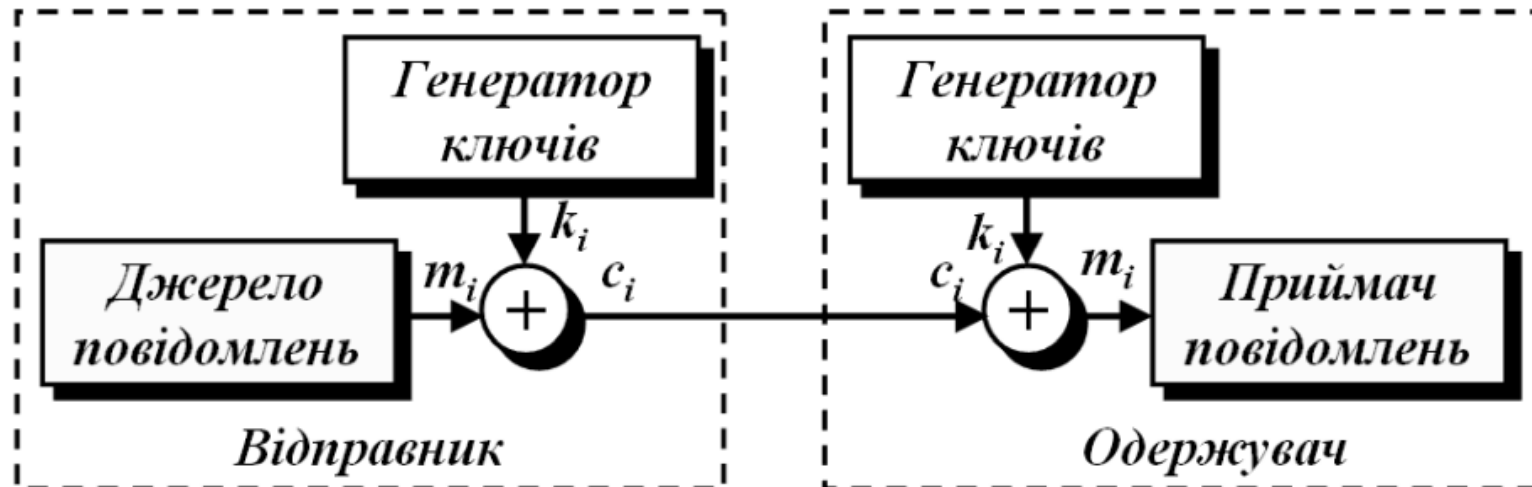 Генератор
ключів
k_i
Джерело
повідомлень
m_i
+
c_i
Відправник
Генератор
ключів
k_i
c_i
+
m_i
Приймач
повідомлень
Одержувач